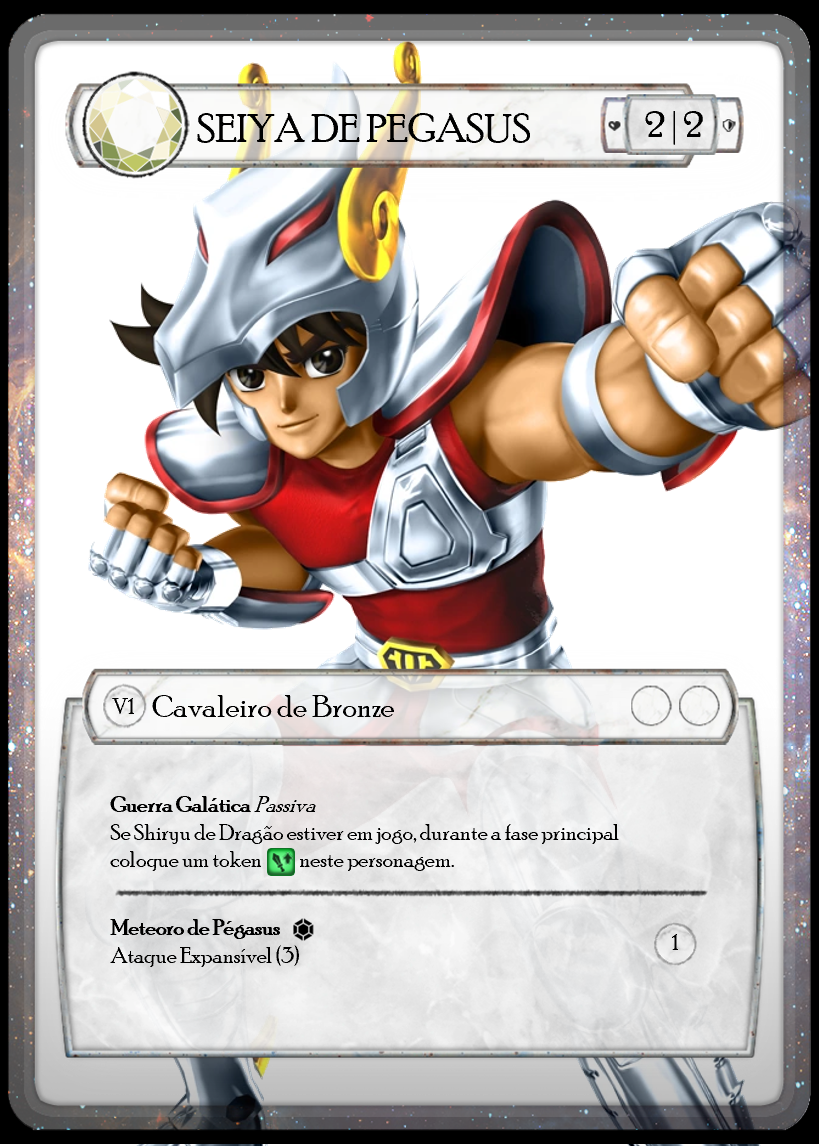 SEIYA DE PEGASUS
2|2
V1 Cavaleiro de Bronze
Guerra Galática Passiva
Se Shiryu de Dragão estiver em jogo, durante a fase principal
coloque um token neste personagem.
Meteoro de Pégasus
Ataque Expansível (3)
1